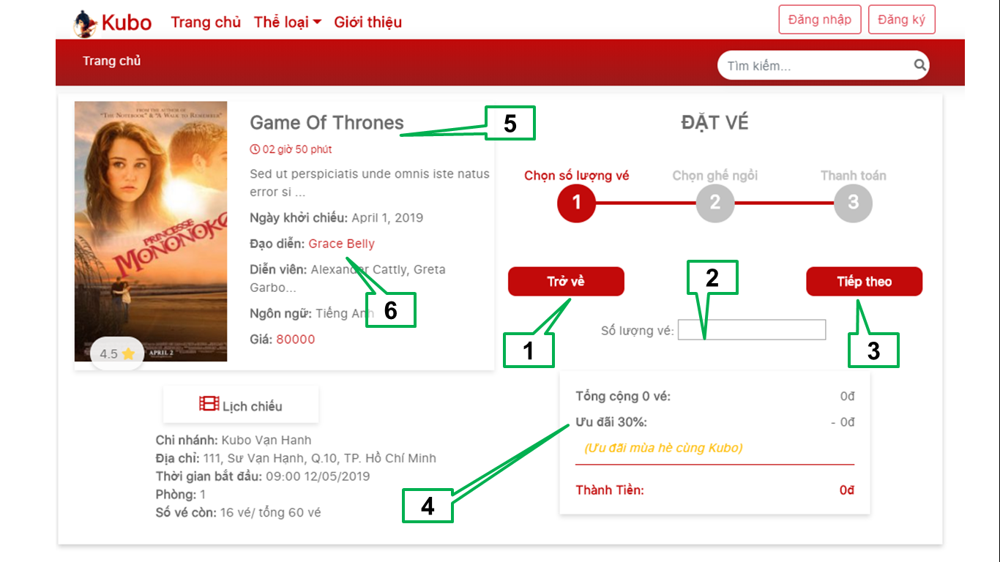 Kubo Trang chủ Thể loại Giới thiệu Đăng nhập Đăng ký
Trang chủ
Tìm kiếm...
FROM THE AUTHOR OF
"THE NOTEBOOK" & "A WALK TO REMEMBER"
PRINCESSE
MONONOKE
APRIL 2
4.5
Game Of Thrones
5
02 giờ 50 phút
Sed ut perspiciatis unde omnis iste natus
error si ...
Ngày khởi chiếu: April 1, 2019
Đạo diễn: Grace Belly
Diễn viên: Alexander Cattly, Greta
Garbo...
6
Ngôn ngữ: Tiếng Anh
Giá: 80000
Lịch chiếu
Chi nhánh: Kubo Vạn Hanh
Địa chỉ: 111, Sư Vạn Hạnh, Q.10, TP. Hồ Chí Minh
Thời gian bắt đầu: 09:00 12/05/2019
Phòng: 1
Số vé còn: 16 vé/ tổng 60 vé
ĐẶT VÉ
Chọn số lượng vé Chọn ghế ngồi Thanh toán
1 2 3
Trở về
2
Tiếp theo
Số lượng vé:
1
3
Tổng cộng 0 vé: 0đ
Ưu đãi 30%: - 0đ
(Ưu đãi mùa hè cùng Kubo)
Thành Tiền: 0đ
4